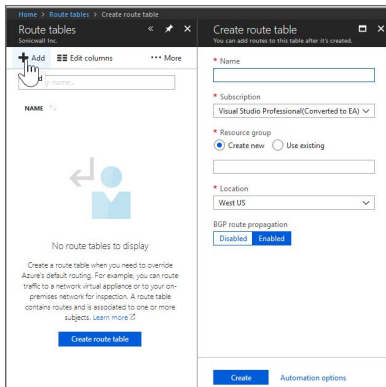 Home > Route tables > Create route table
Route tables
Sonicwall Inc.
Add
Edit columns
More
d
y name...
NAME
No route tables to display
Create a route table when you need to override
Azure's default routing. For example, you can route
traffic to a network virtual appliance or to your on-
premises network for inspection. A route table
contains routes and is associated to one or more
subjects. Learn more
Create route table
Create route table
You can add routes to this table after it's created.
* Name
* Subscription
Visual Studio Professional(Converted to EA)
* Resource group
Create new
Use existing
* Location
West US
BGP route propagation
Disabled
Enabled
Create
Automation options